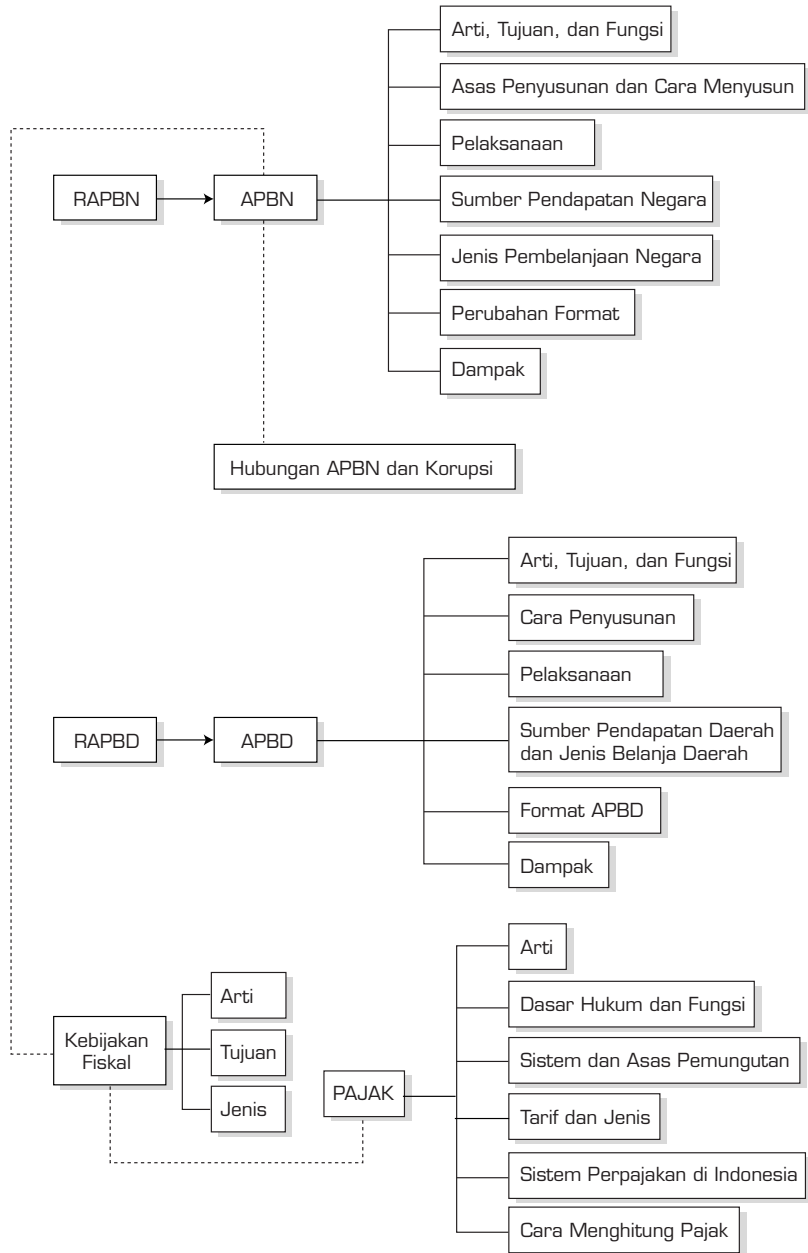 Arti, Tujuan, dan Fungsi
Asas Penyusunan dan Cara Menyusun
Pelaksanaan
RAPBN
APBN
Sumber Pendapatan Negara
Jenis Pembelanjaan Negara
Perubahan Format
Dampak
Hubungan APBN dan Korupsi
Arti, Tujuan, dan Fungsi
Cara Penyusunan
Pelaksanaan
RAPBD
APBD
Sumber Pendapatan Daerah
dan Jenis Belanja Daerah
Format APBD
Dampak
Kebijakan
Fiskal
Arti
Tujuan
Jenis
PAJAK
Arti
Dasar Hukum dan Fungsi
Sistem dan Asas Pemungutan
Tarif dan Jenis
Sistem Perpajakan di Indonesia
Cara Menghitung Pajak